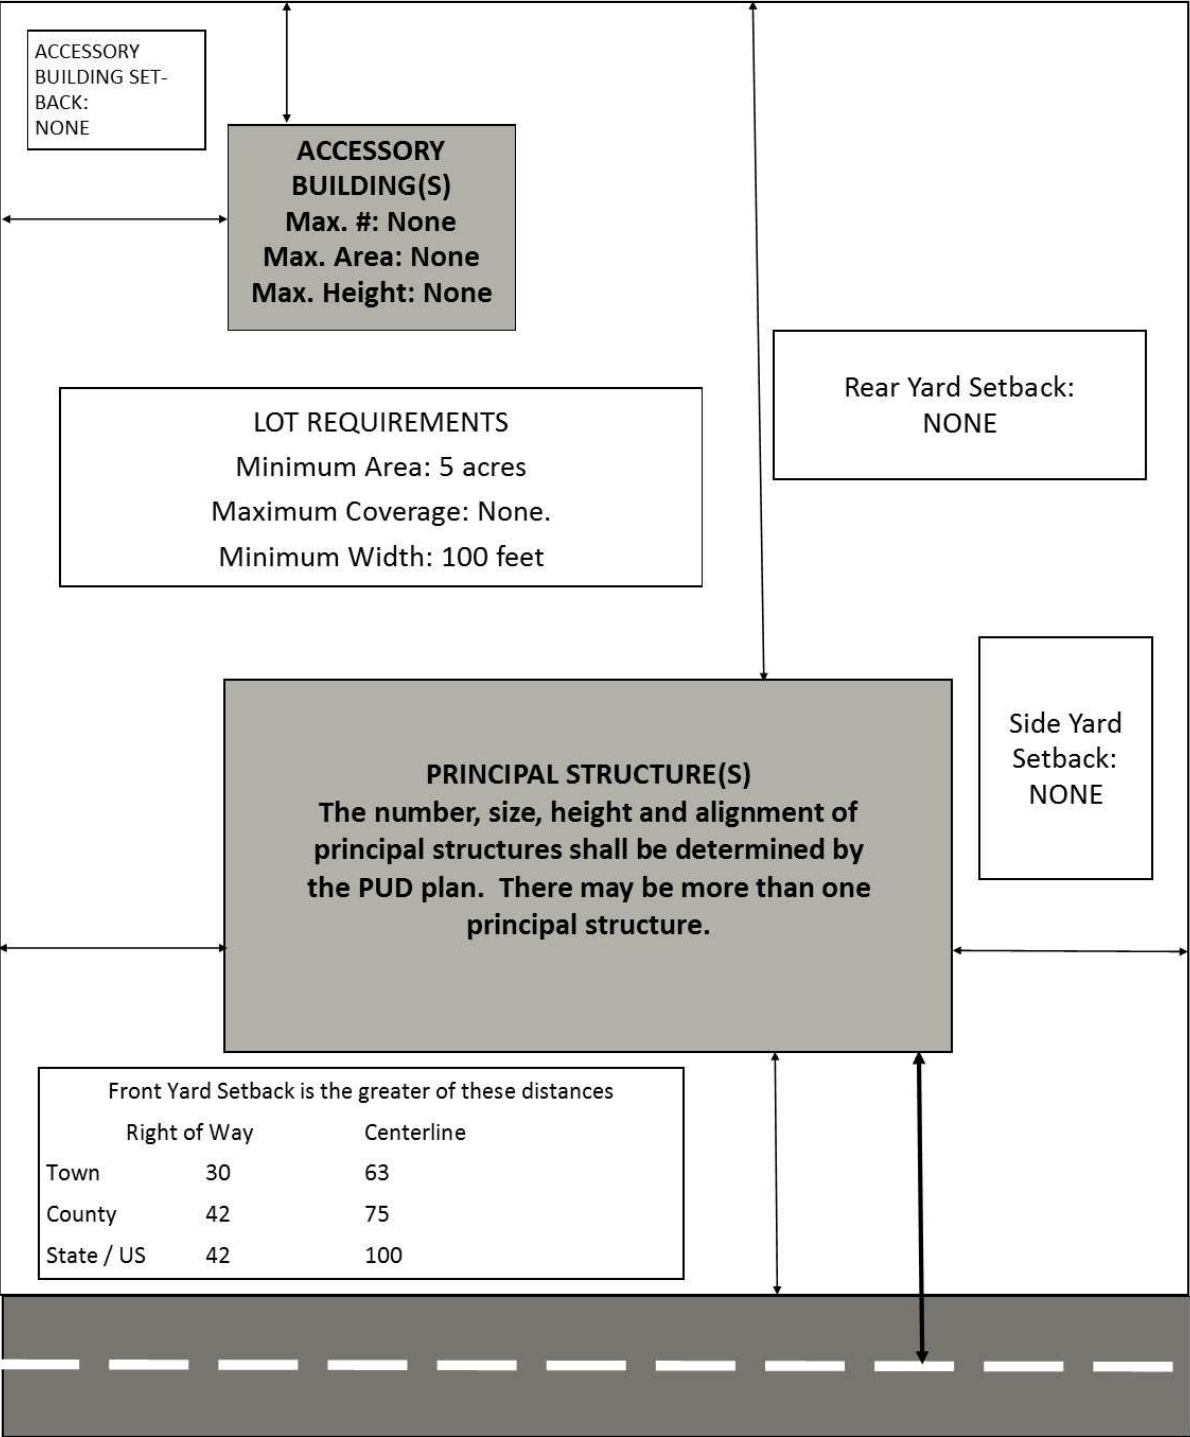 ACCESSORY
BUILDING SET-
BACK:
NONE
ACCESSORY
BUILDING(S)
Max. #: None
Max. Area: None
Max. Height: None
Rear Yard Setback:
NONE
LOT REQUIREMENTS
Minimum Area: 5 acres
Maximum Coverage: None.
Minimum Width: 100 feet
Side Yard
Setback:
NONE
PRINCIPAL STRUCTURE(S)
The number, size, height and alignment of
principal structures shall be determined by
the PUD plan.  There may be more than one
principal structure.
Front Yard Setback is the greater of these distances
Right of Way Centerline
Town 30 63
County 42 75
State / US 42 100